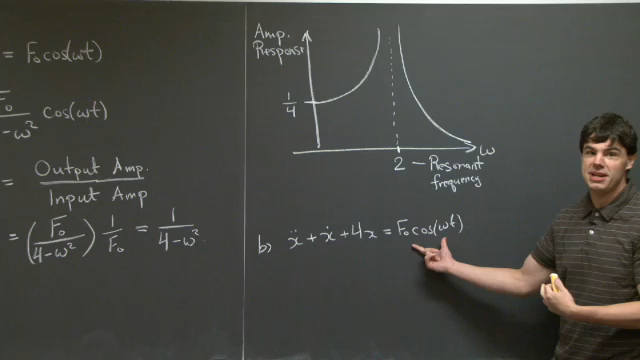 = F₀cos(ωt)
F₀/(-ω²) cos(ωt)
= Output Amp. / Input Amp
= (F₀/(4-ω²)) 1/F₀ = 1/(4-ω²).
Amp.
Response
1/4
ω
2 — Resonant
frequency
b) ẍ + ẋ + 4x = F₀cos(ωt)